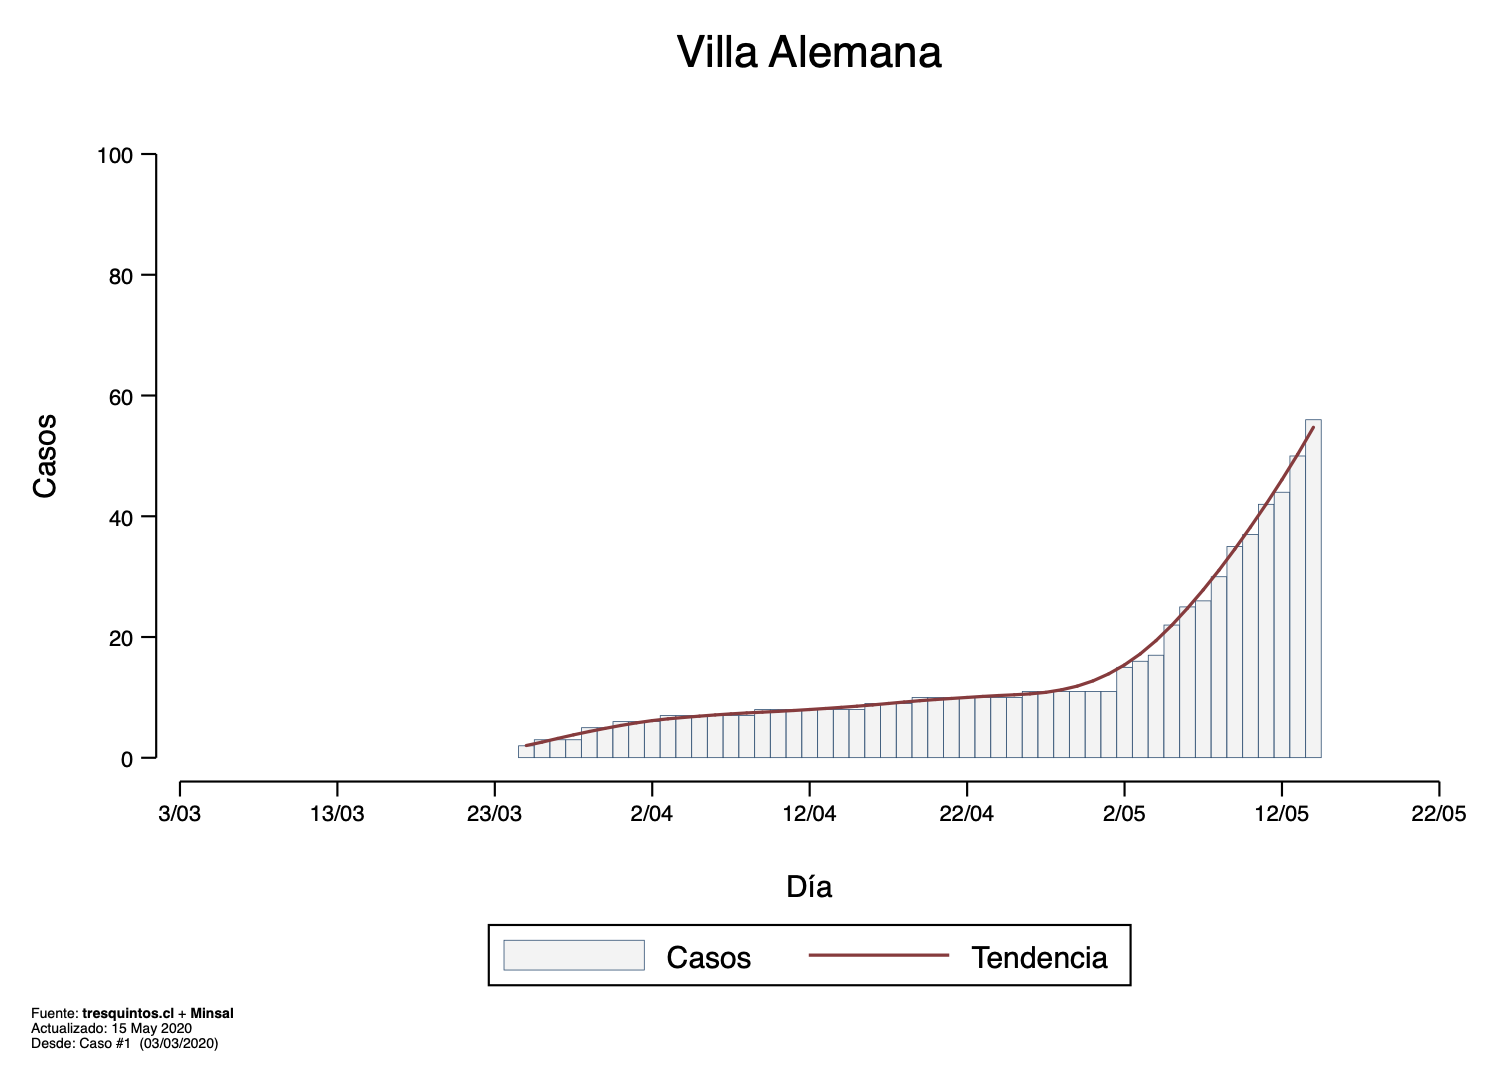 Villa Alemana
100
80
60
40
20
0
Casos
3/03 13/03 23/03 2/04 12/04 22/04 2/05 12/05 22/05
Día
Casos Tendencia
Fuente: tresquintos.cl + Minsal
Actualizado: 15 May 2020
Desde: Caso #1 (03/03/2020)